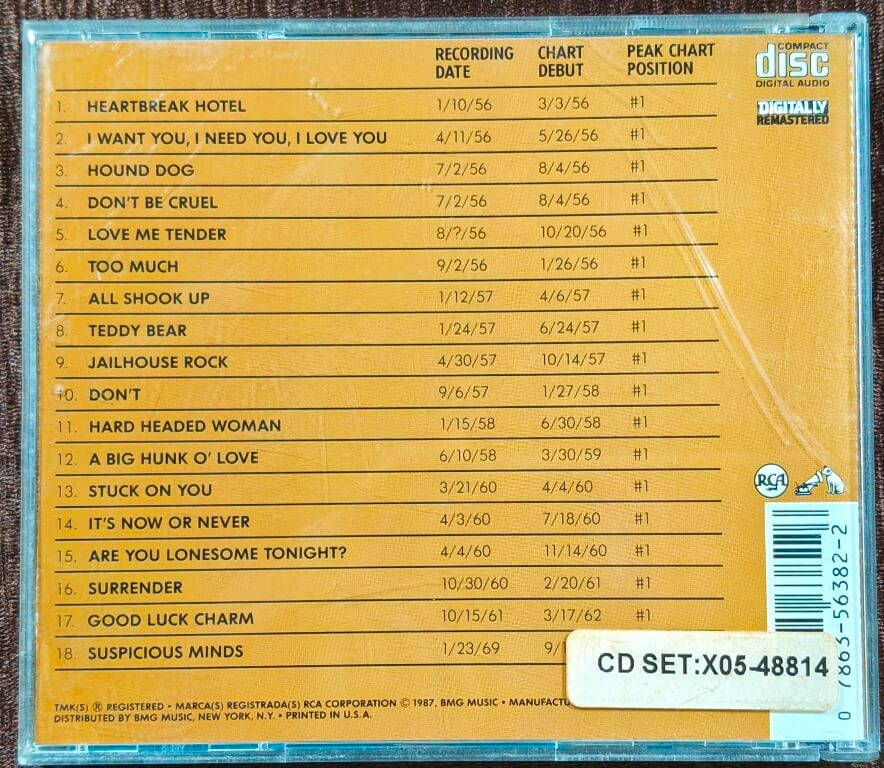 RECORDING DATE CHART DEBUT PEAK CHART POSITION
COMPACT
disc
DIGITAL AUDIO
DIGITALLY
REMASTERED
1. HEARTBREAK HOTEL 1/10/56 3/3/56 #1
2. I WANT YOU, I NEED YOU, I LOVE YOU 4/11/56 5/26/56 #1
3. HOUND DOG 7/2/56 8/4/56 #1
4. DON'T BE CRUEL 7/2/56 8/4/56 #1
5. LOVE ME TENDER 8/?/56 10/20/56 #1
6. TOO MUCH 9/2/56 1/26/56 #1
7. ALL SHOOK UP 1/12/57 4/6/57 #1
8. TEDDY BEAR 1/24/57 6/24/57 #1
9. JAILHOUSE ROCK 4/30/57 10/14/57 #1
10. DON'T 9/6/57 1/27/58 #1
11. HARD HEADED WOMAN 1/15/58 6/30/58 #1
12. A BIG HUNK O' LOVE 6/10/58 3/30/59 #1
13. STUCK ON YOU 3/21/60 4/4/60 #1
14. IT'S NOW OR NEVER 4/3/60 7/18/60 #1
15. ARE YOU LONESOME TONIGHT? 4/4/60 11/14/60 #1
16. SURRENDER 10/30/60 2/20/61 #1
17. GOOD LUCK CHARM 10/15/61 3/17/62 #1
18. SUSPICIOUS MINDS 1/23/69 9/1
RCA
CD SET:X05-48814
0 7863-56382-2
TMK(S) ® REGISTERED • MARCA(S) REGISTRADA(S) RCA CORPORATION © 1987, BMG MUSIC • MANUFACTU
DISTRIBUTED BY BMG MUSIC, NEW YORK, N.Y. • PRINTED IN U.S.A.